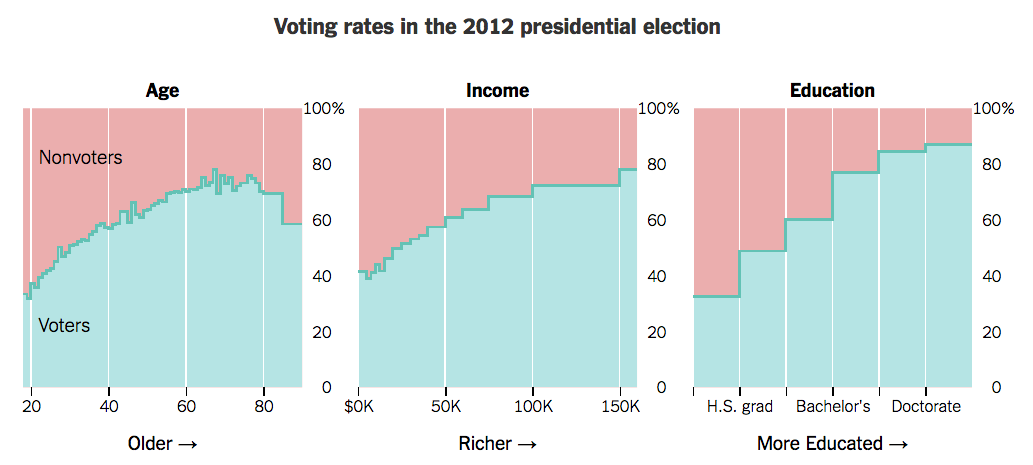 Voting rates in the 2012 presidential election
Age
Income
Education
100%
80
60
40
20
0
Nonvoters
Voters
20 40 60 80
Older →
100%
80
60
40
20
0
$0K 50K 100K 150K
Richer →
100%
80
60
40
20
0
H.S. grad Bachelor's Doctorate
More Educated →